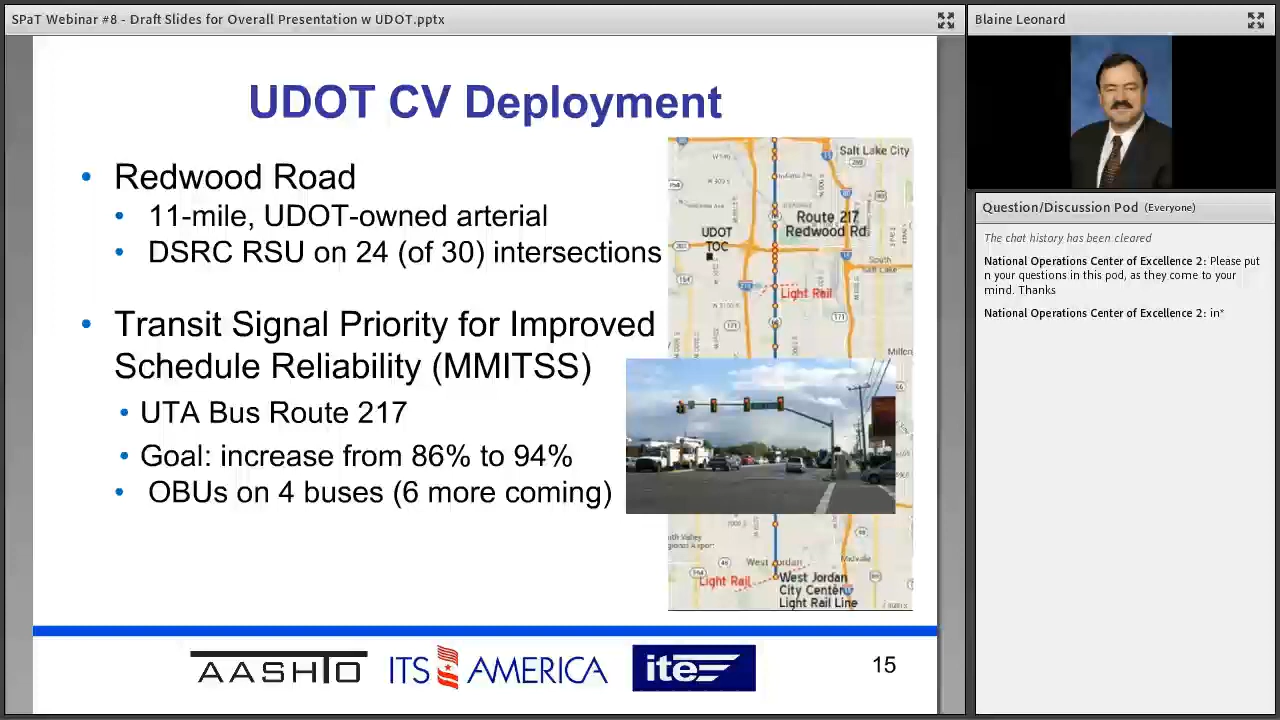 SPaT Webinar #8 - Draft Slides for Overall Presentation w UDOT.pptx
UDOT CV Deployment
• Redwood Road
• 11-mile, UDOT-owned arterial
• DSRC RSU on 24 (of 30) intersections
• Transit Signal Priority for Improved
Schedule Reliability (MMITSS)
• UTA Bus Route 217
• Goal: increase from 86% to 94%
• OBUs on 4 buses (6 more coming)
Salt Lake City
Route 217
Redwood Rd.
UDOT
TOC
South
Salt Lake
Light Rail
171
171
West Jordan
Midvale
Light Rail
West Jordan
City Center
Light Rail Line
AASHTO
ITS AMERICA
ite
15
Blaine Leonard
Question/Discussion Pod (Everyone)
The chat history has been cleared
National Operations Center of Excellence 2: Please put
n your questions in this pod, as they come to your
mind. Thanks
National Operations Center of Excellence 2: in*